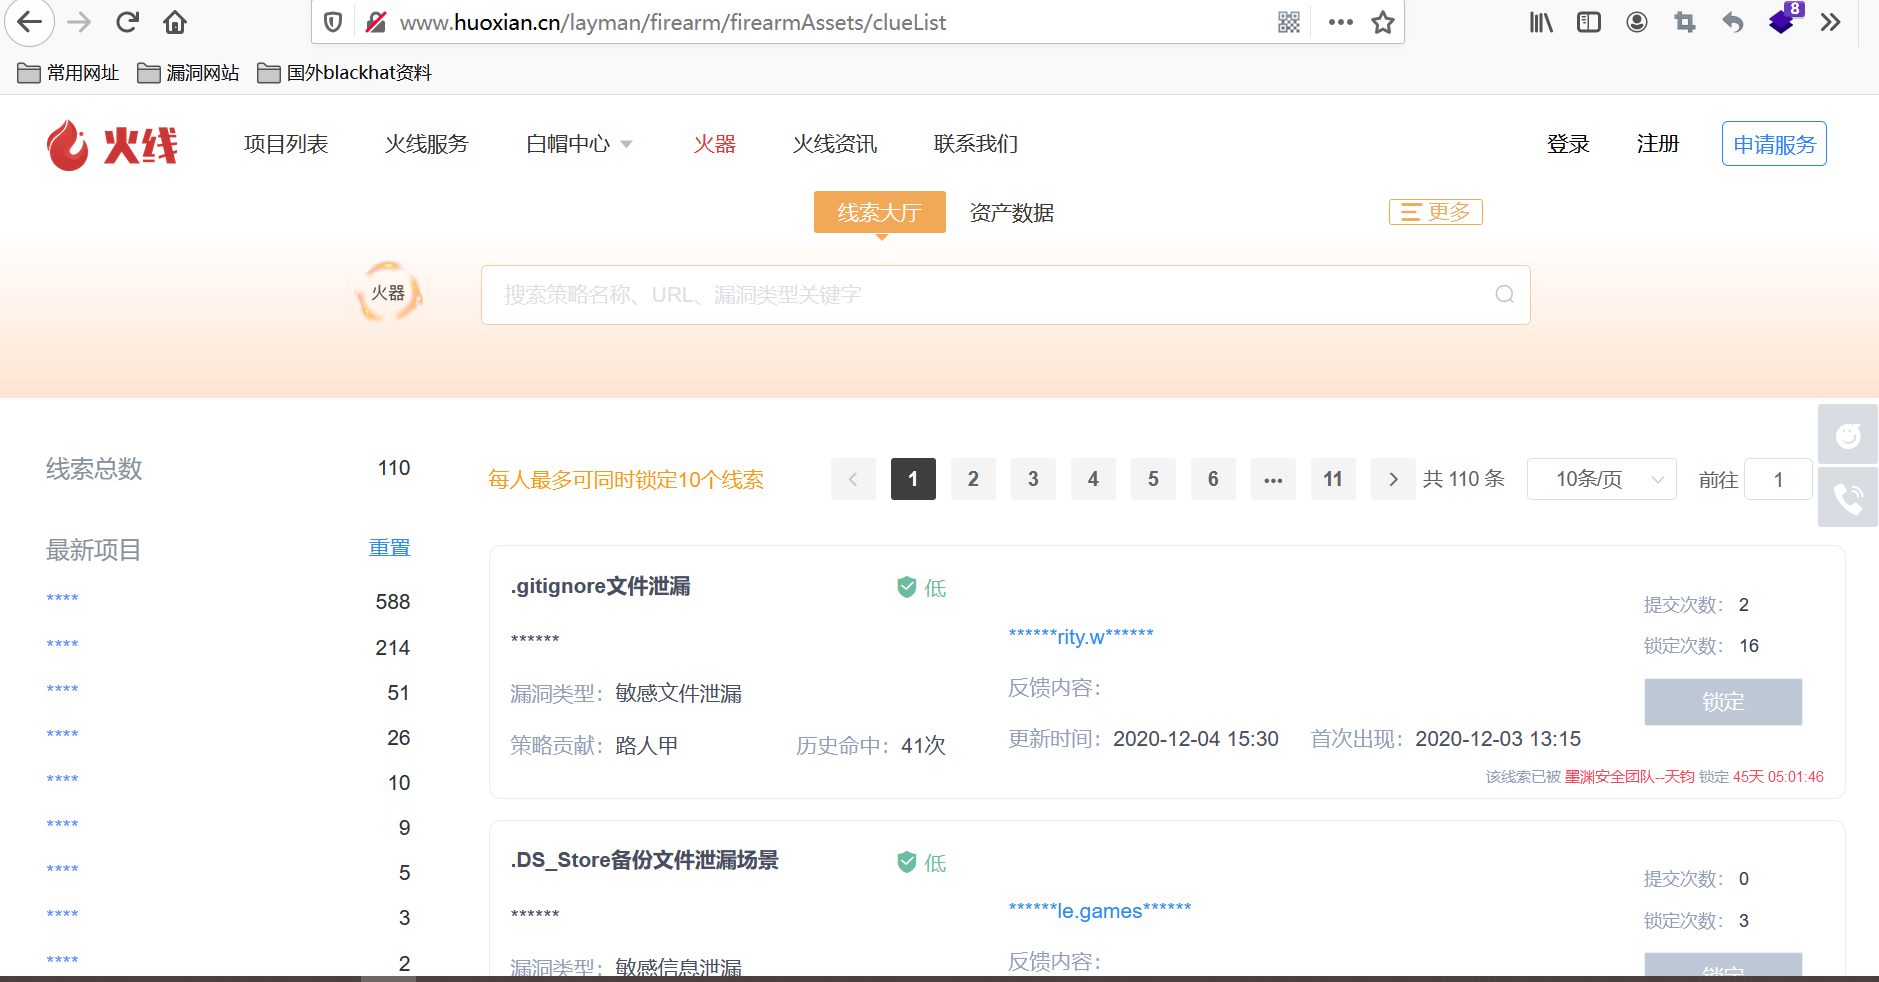 www.huoxian.cn/layman/firearm/firearmAssets/clueList
8
常用网址 漏洞网站 国外blackhat资料
火线 项目列表 火线服务 白帽中心 火器 火线资讯 联系我们 登录 注册 申请服务
线索大厅 资产数据 更多
火器 搜索策略名称、URL、漏洞类型关键字
线索总数 110
每人最多可同时锁定10个线索 1 2 3 4 5 6 ••• 11 共 110 条 10条/页 前往 1
最新项目 重置
**** 588
**** 214
**** 51
**** 26
**** 10
**** 9
**** 5
**** 3
**** 2
.gitignore文件泄漏 低
提交次数： 2
****** ******rity.w******
锁定次数： 16
漏洞类型：敏感文件泄漏 反馈内容：
锁定
策略贡献：路人甲 历史命中：41次 更新时间：2020-12-04 15:30 首次出现：2020-12-03 13:15
该线索已被 墨渊安全团队--天钧 锁定 45天 05:01:46
.DS_Store备份文件泄漏场景 低
提交次数： 0
****** ******le.games******
锁定次数： 3
漏洞类型：敏感信息泄漏 反馈内容：
锁定